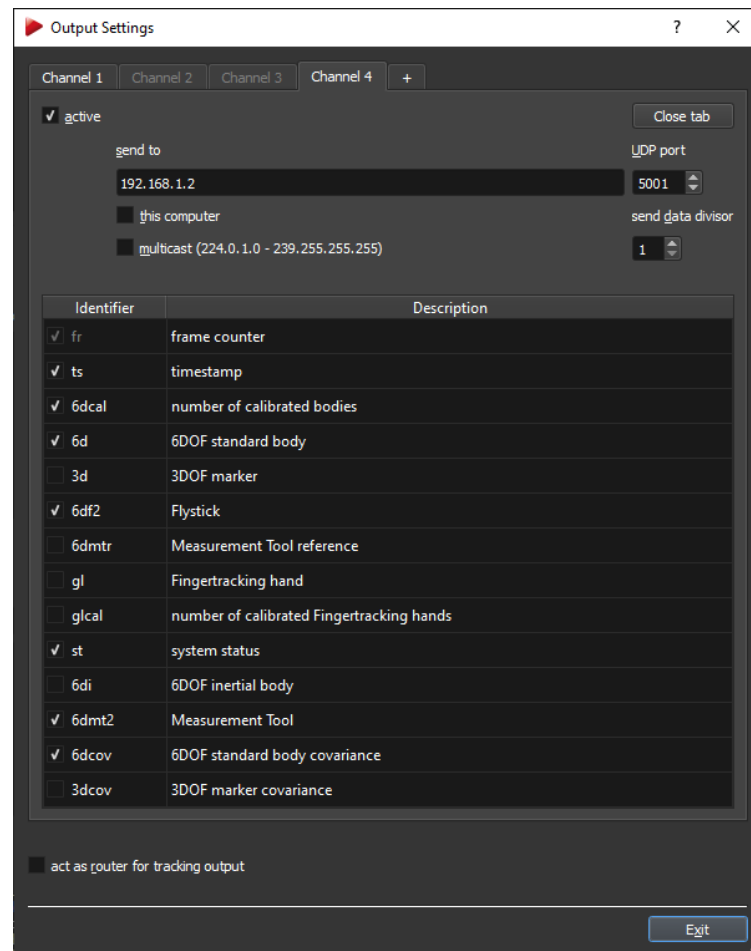 Output Settings ? ×
Channel 1 Channel 2 Channel 3 Channel 4 +
active Close tab
send to UDP port
192.168.1.2 5001
this computer send data divisor
multicast (224.0.1.0 - 239.255.255.255) 1
Identifier Description
fr frame counter
ts timestamp
6dcal number of calibrated bodies
6d 6DOF standard body
3d 3DOF marker
6df2 Flystick
6dmtr Measurement Tool reference
gl Fingertracking hand
glcal number of calibrated Fingertracking hands
st system status
6di 6DOF inertial body
6dmt2 Measurement Tool
6dcov 6DOF standard body covariance
3dcov 3DOF marker covariance
act as router for tracking output
Exit